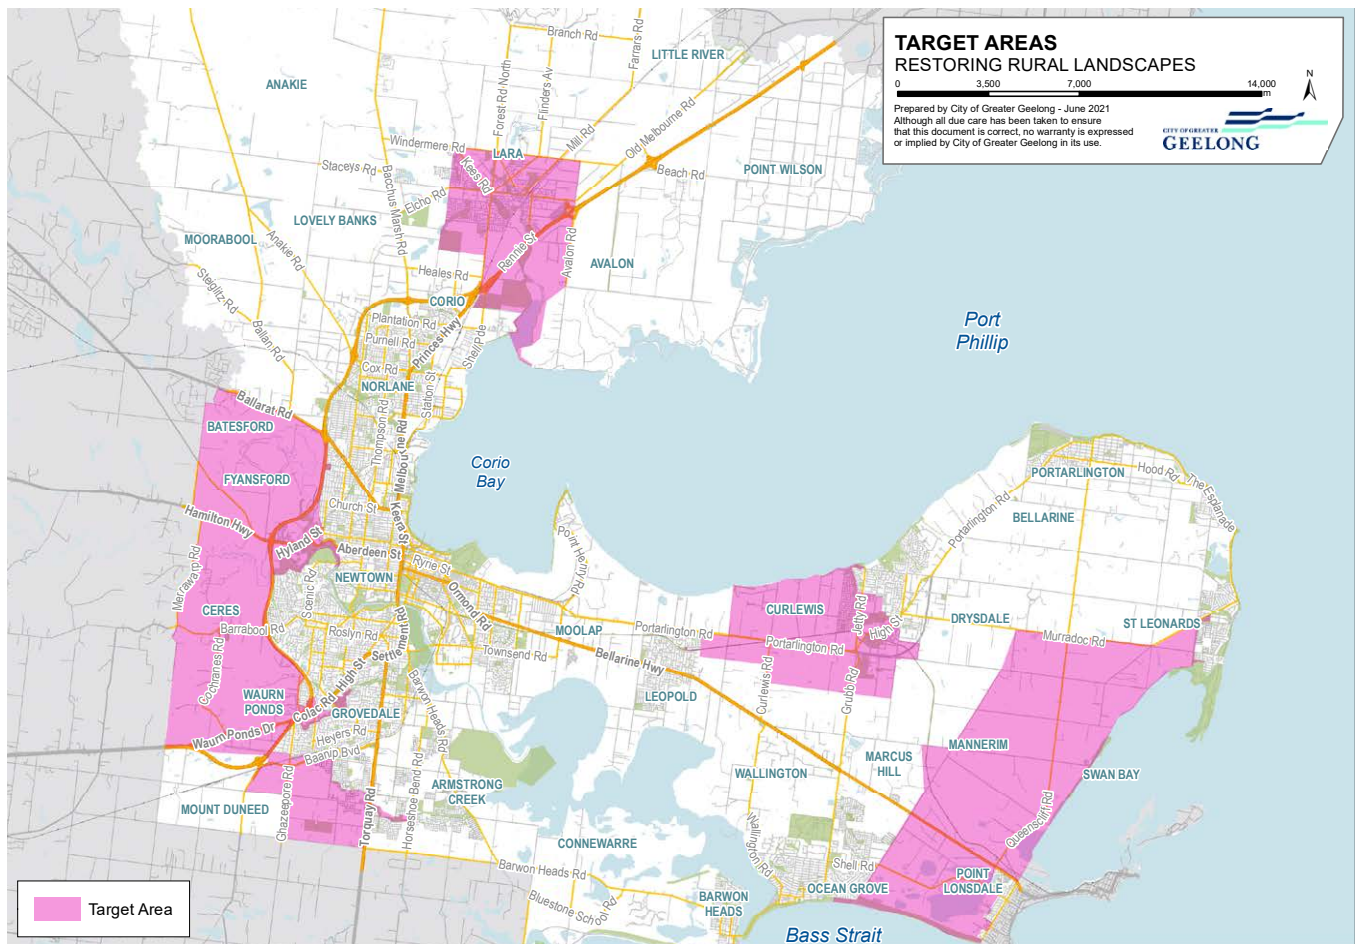 TARGET AREAS
RESTORING RURAL LANDSCAPES
0 3,500 7,000 14,000
m
N
Prepared by City of Greater Geelong - June 2021
Although all due care has been taken to ensure
that this document is correct, no warranty is expressed
or implied by City of Greater Geelong in its use.
CITY OF GREATER
GEELONG
Branch Rd
Farrars Rd
LITTLE RIVER
ANAKIE
Forest Rd North
Flinders Av
Mill Rd
Old Melbourne Rd
Windermere Rd
LARA
Staceys Rd
Bacchus Marsh Rd
Kees Rd
Beach Rd
POINT WILSON
Elcho Rd
LOVELY BANKS
MOORABOOL
Anakie Rd
Rennie St
Avalon Rd
AVALON
Steiglitz Rd
Heales Rd
CORIO
Ballan Rd
Plantation Rd
Purnell Rd
Princes Hwy
Shell Pde
Cox Rd
NORLANE
Station St
Port
Phillip
Ballarat Rd
BATESFORD
Thompson Rd
Melbourne Rd
FYANSFORD
Corio
Bay
PORTARLINGTON
Hood Rd
The Esplanade
Portarlington Rd
BELLARINE
Church St
Keera St
Hamilton Hwy
Hyland St
Aberdeen St
Ryrie St
Point Henry Rd
Merrawarp Rd
NEWTOWN
Scenic Rd
Ormond Rd
CERES
Barrabool Rd
Roslyn Rd
Settlement Rd
MOOLAP
Portarlington Rd
CURLEWIS
Jetty Rd
High St
DRYSDALE
ST LEONARDS
Murradoc Rd
Portarlington Rd
Townsend Rd
Bellarine Hwy
Cochranes Rd
High St
Barwon Heads Rd
LEOPOLD
Curlewis Rd
Grubb Rd
WAURN
PONDS
Colac Rd
GROVEDALE
Waurn Ponds Dr
Heyers Rd
Baanip Bvd
MANNERIM
MARCUS
HILL
SWAN BAY
WALLINGTON
Ghazeepore Rd
Horseshoe Bend Rd
ARMSTRONG
CREEK
MOUNT DUNEED
Torquay Rd
Queenscliff Rd
CONNEWARRE
Wallington Rd
Shell Rd
Barwon Heads Rd
POINT
LONSDALE
OCEAN GROVE
Bluestone School Rd
BARWON
HEADS
Bass Strait
Target Area